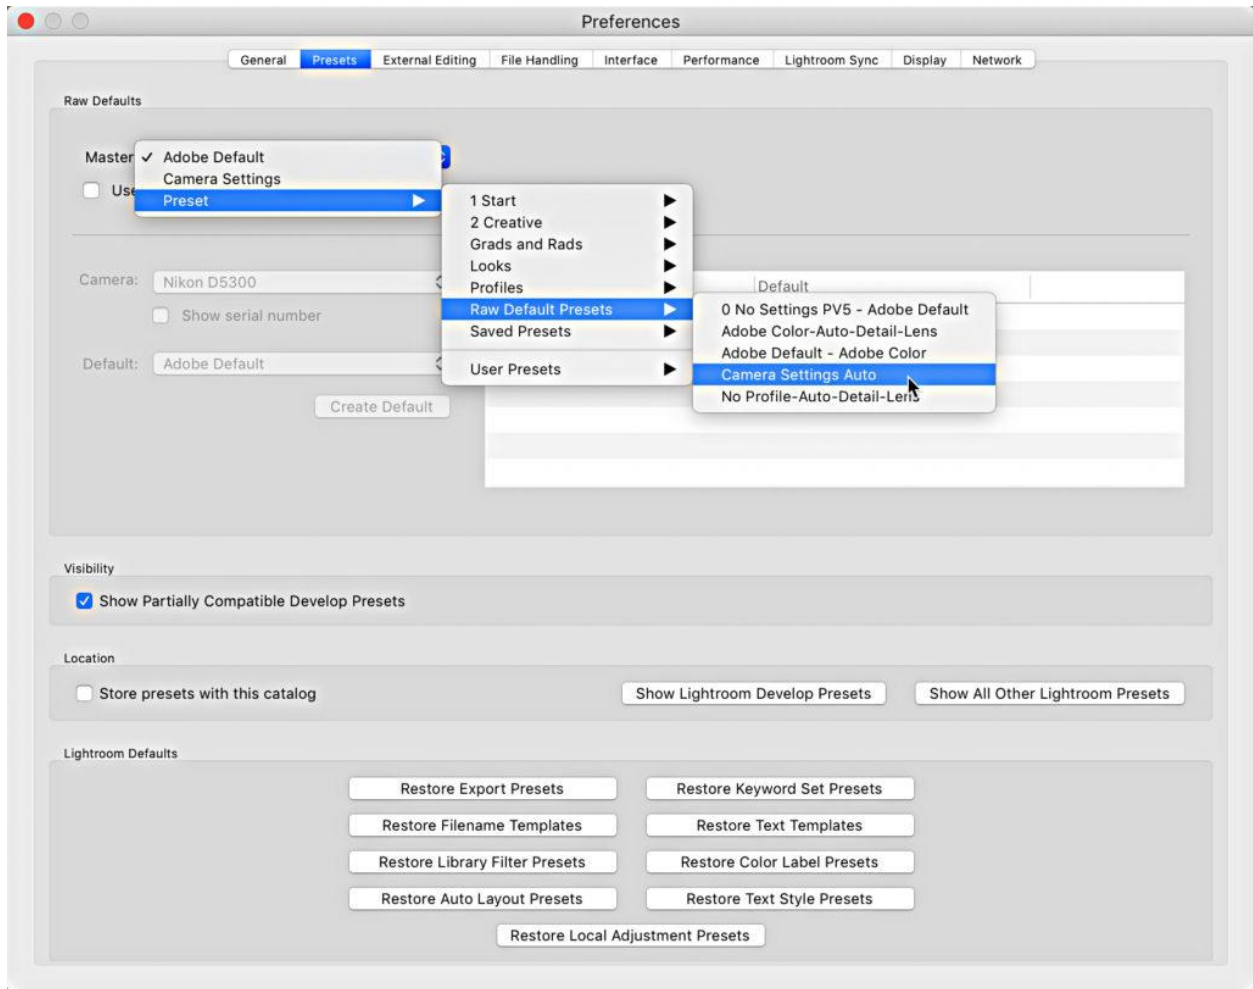 Preferences
General Presets External Editing File Handling Interface Performance Lightroom Sync Display Network
Raw Defaults
Master
✓ Adobe Default
Camera Settings
Preset
Use
1 Start
2 Creative
Grads and Rads
Looks
Profiles
Raw Default Presets
Saved Presets
User Presets
0 No Settings PV5 - Adobe Default
Adobe Color-Auto-Detail-Lens
Adobe Default - Adobe Color
Camera Settings Auto
No Profile-Auto-Detail-Lens
Camera: Nikon D5300
Default
Show serial number
Default: Adobe Default
Create Default
Visibility
Show Partially Compatible Develop Presets
Location
Store presets with this catalog
Show Lightroom Develop Presets
Show All Other Lightroom Presets
Lightroom Defaults
Restore Export Presets
Restore Keyword Set Presets
Restore Filename Templates
Restore Text Templates
Restore Library Filter Presets
Restore Color Label Presets
Restore Auto Layout Presets
Restore Text Style Presets
Restore Local Adjustment Presets